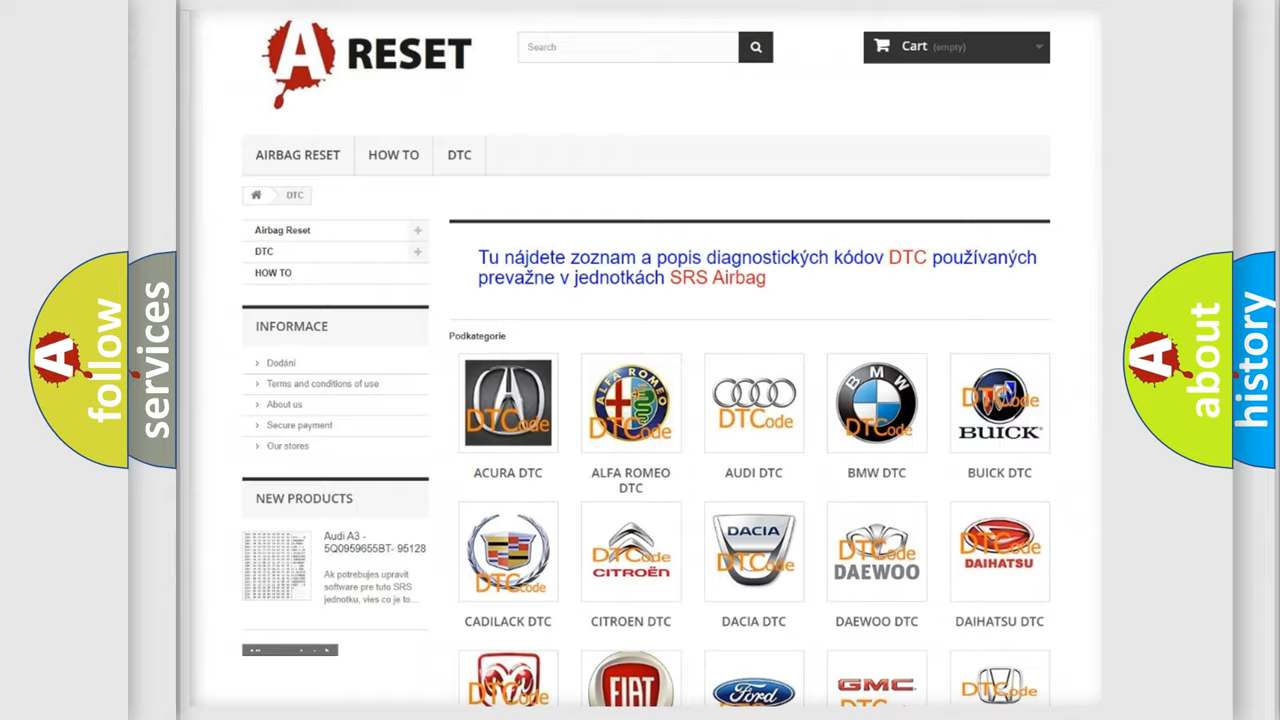 A RESET
Search
Cart (empty)
AIRBAG RESET
HOW TO
DTC
DTC
Airbag Reset
DTC
HOW TO
INFORMACE
Dodání
Terms and conditions of use
About us
Secure payment
Our stores
NEW PRODUCTS
Audi A3 -
5Q0959655BT- 95128
Ak potrebujes upravit
software pre tuto SRS
jednotku, vies co je to...
Tu nájdete zoznam a popis diagnostických kódov DTC používaných
prevažne v jednotkách SRS Airbag
Podkategorie
DTCode
ALFA ROMEO
DTCode
DTCode
BMW
DTCode
DTCode
BUICK
ACURA DTC
ALFA ROMEO
DTC
AUDI DTC
BMW DTC
BUICK DTC
DTCode
DTCode
CITROËN
DACIA
DTCode
DTCode
DAEWOO
DTCode
DAIHATSU
CADILACK DTC
CITROEN DTC
DACIA DTC
DAEWOO DTC
DAIHATSU DTC
DTCode
FIAT
Ford
GMC
DTCode
A follow
services
A about
history